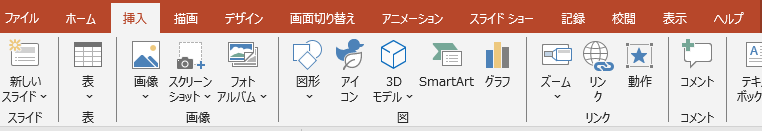 ファイル ホーム 挿入 描画 デザイン 画面切り替え アニメーション スライド ショー 記録 校閲 表示 ヘルプ
新しい
スライド
表
画像
スクリーン
ショット
フォト
アルバム
図形
アイ
コン
3D
モデル
SmartArt
グラフ
ズーム
リン
ク
動作
コメント
テキ
ボック
スライド 表 画像 図 リンク コメント